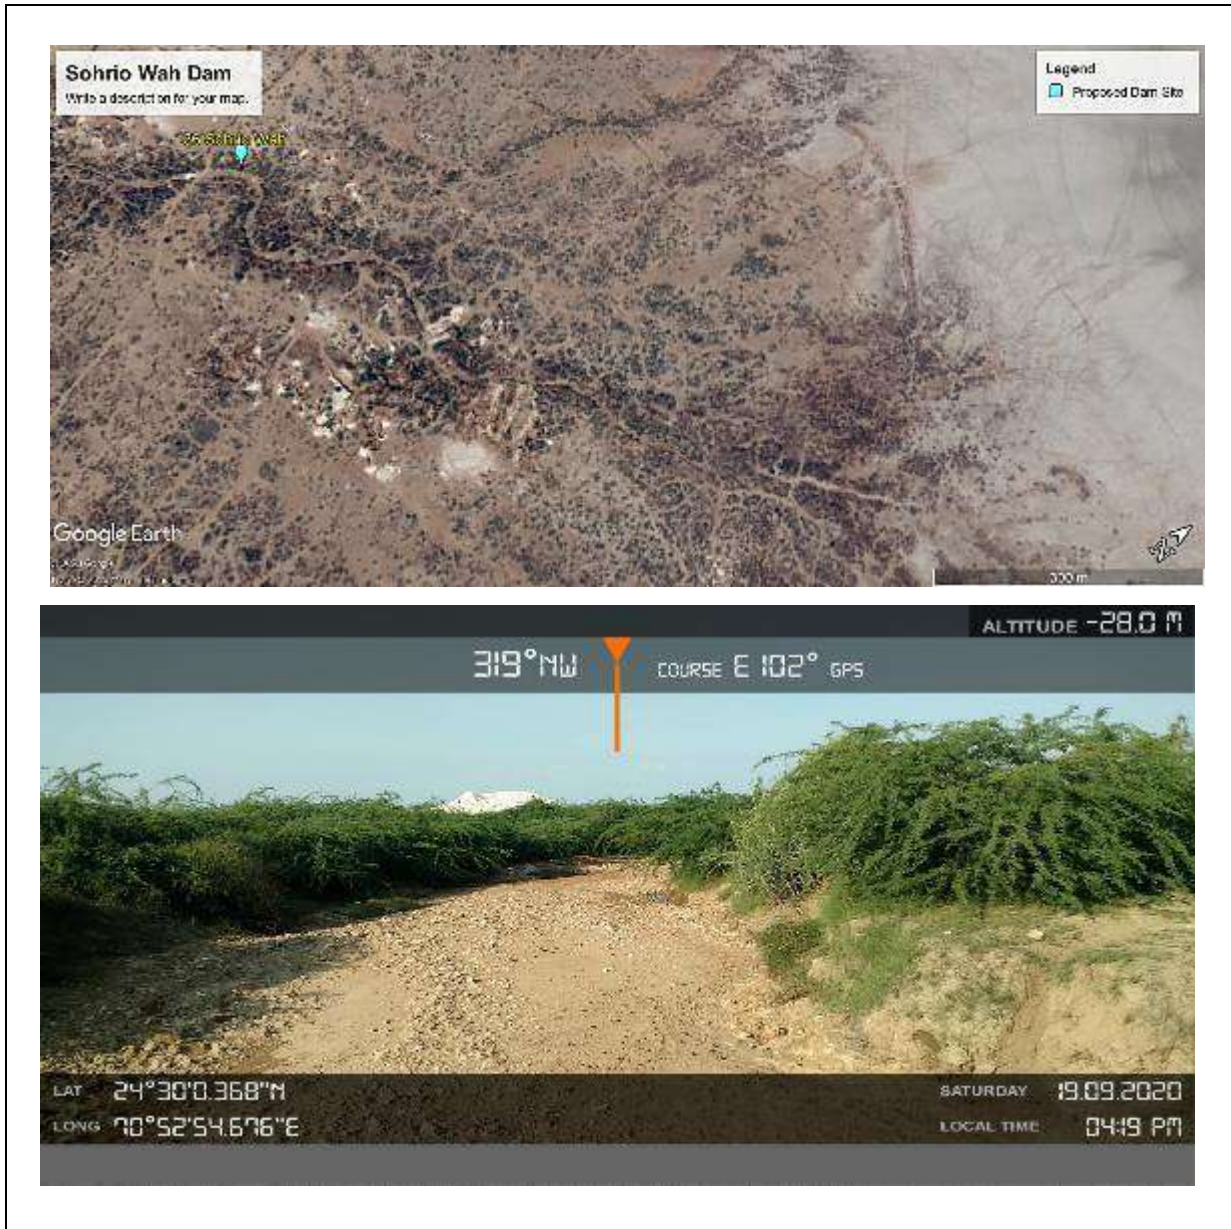 Sohrio Wah Dam
Write a description for your map.
Legend
Proposed Dam Site
Sohrio Wah
Google Earth
300 m
ALTITUDE -28.0 M
319°NW COURSE E 102° GPS
LAT 24°30'0.368"N
SATURDAY 19.09.2020
LONG 70°52'54.676"E
LOCAL TIME 04:19 PM